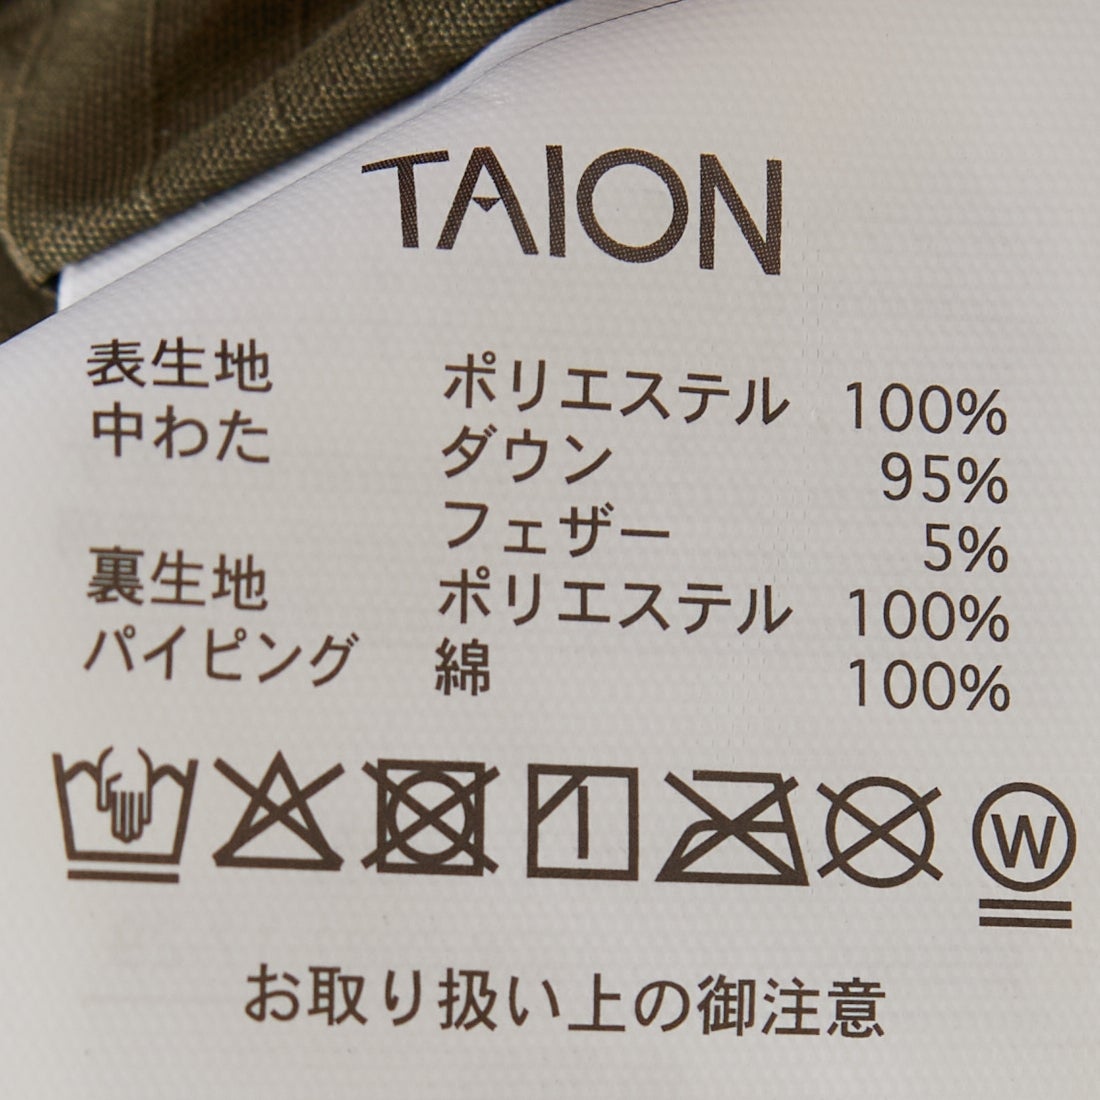 TAION
表生地 ポリエステル 100%
中わた ダウン 95%
フェザー 5%
裏生地 ポリエステル 100%
パイピング 綿 100%
W
お取り扱い上の御注意